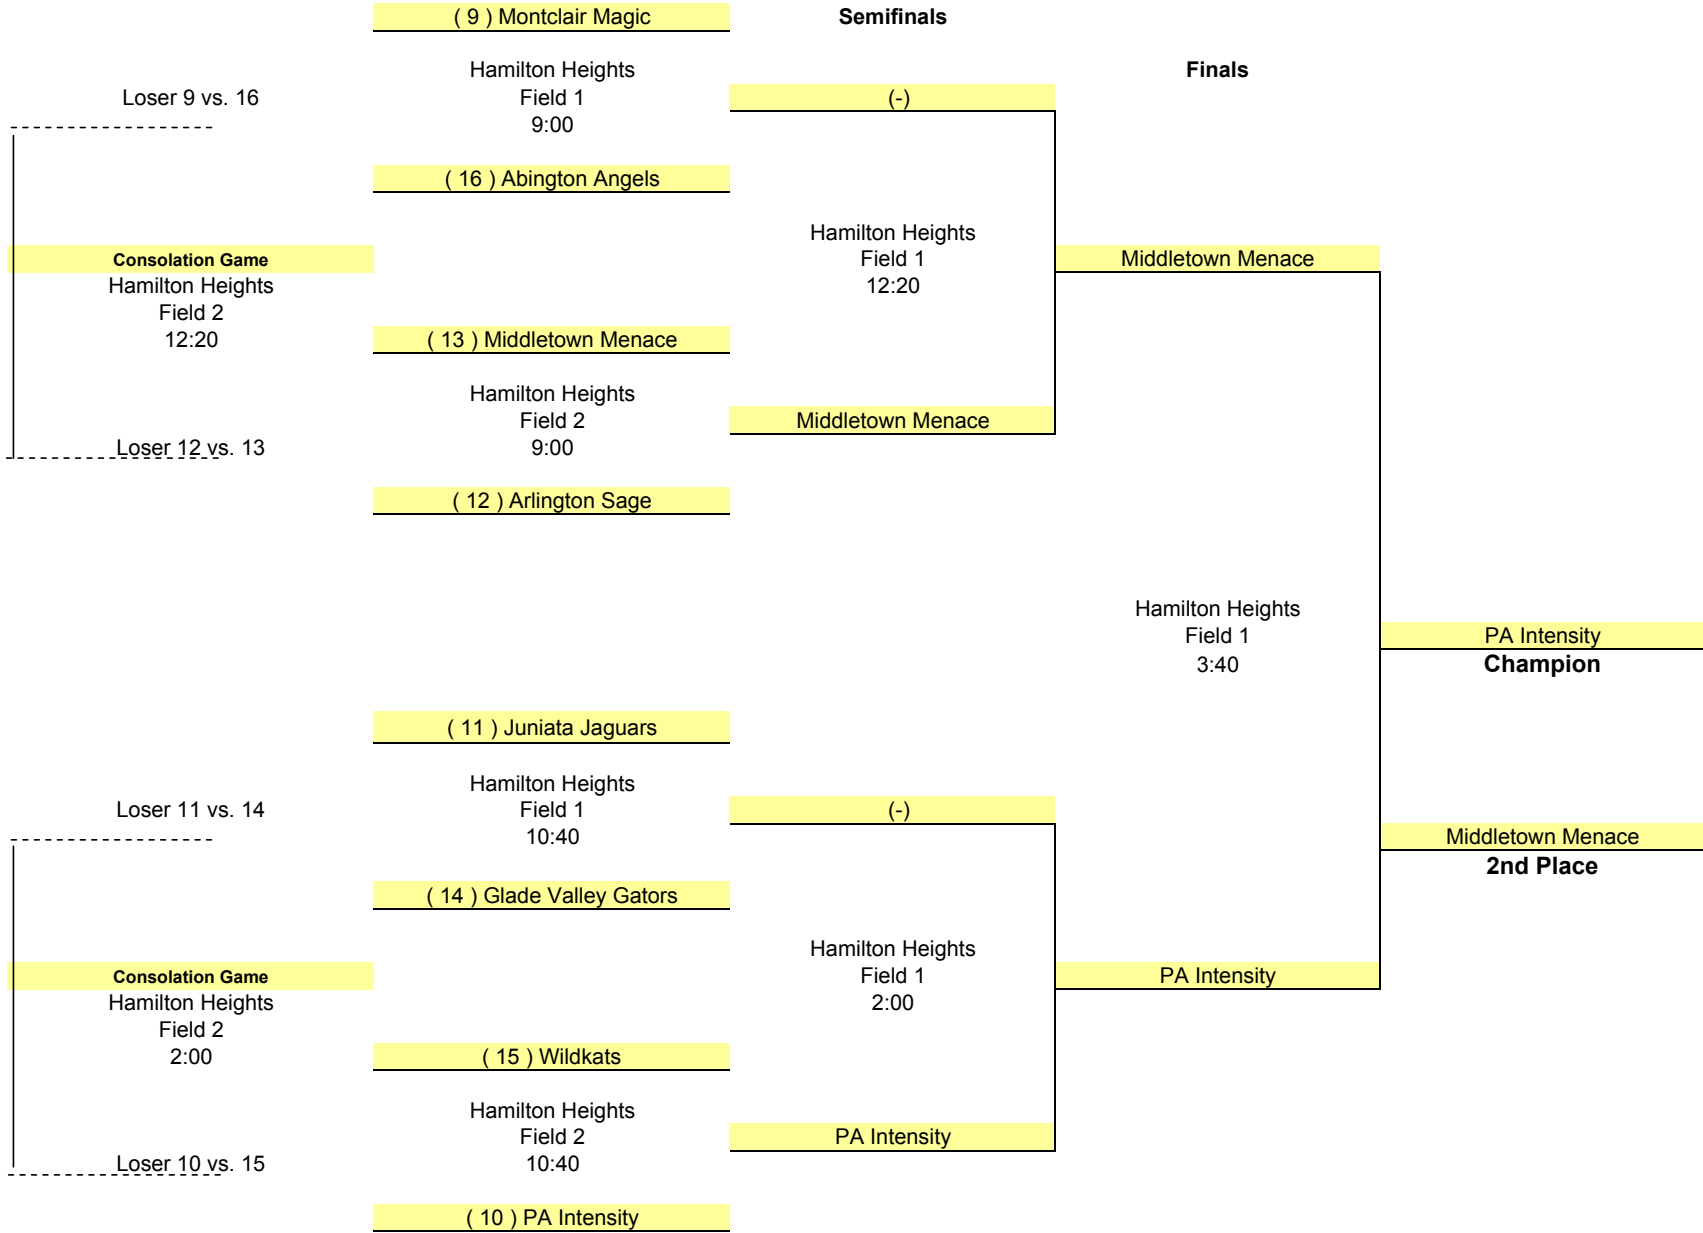 ( 9 ) Montclair Magic
Semifinals
Hamilton Heights
Finals
Loser 9 vs. 16
Field 1
(-)
9:00
( 16 ) Abington Angels
Hamilton Heights
Consolation Game
Field 1
Middletown Menace
Hamilton Heights
12:20
Field 2
12:20
( 13 ) Middletown Menace
Hamilton Heights
Field 2
Middletown Menace
Loser 12 vs. 13
9:00
( 12 ) Arlington Sage
Hamilton Heights
Field 1
PA Intensity
3:40
Champion
( 11 ) Juniata Jaguars
Hamilton Heights
Loser 11 vs. 14
Field 1
(-)
10:40
Middletown Menace
2nd Place
( 14 ) Glade Valley Gators
Hamilton Heights
Consolation Game
Field 1
PA Intensity
Hamilton Heights
2:00
Field 2
2:00
( 15 ) Wildkats
Hamilton Heights
Field 2
PA Intensity
Loser 10 vs. 15
10:40
( 10 ) PA Intensity